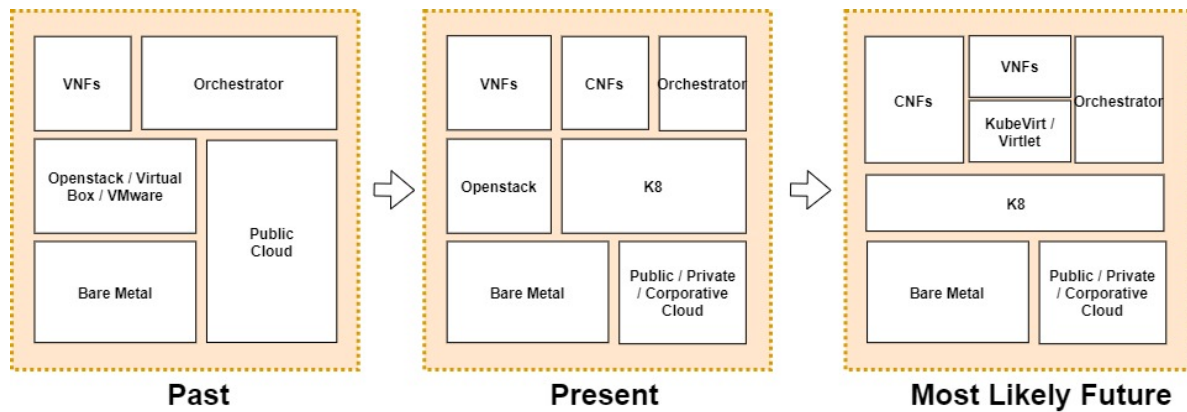 VNFs
Orchestrator
Openstack / Virtual
Box / VMware
Public
Cloud
Bare Metal
Past
VNFs
CNFs
Orchestrator
Openstack
K8
Bare Metal
Public / Private
/ Corporative
Cloud
Present
CNFs
VNFs
KubeVirt /
Virtlet
Orchestrator
K8
Bare Metal
Public / Private
/ Corporative
Cloud
Most Likely Future